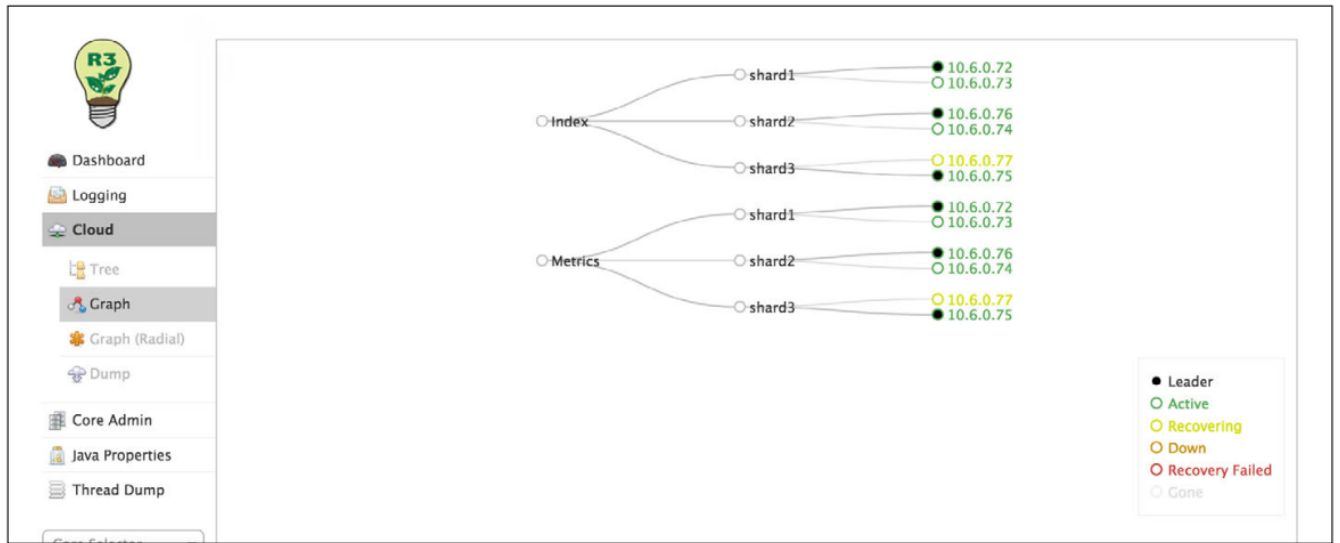 R3
Dashboard
Logging
Cloud
Tree
Graph
Graph (Radial)
Dump
Core Admin
Java Properties
Thread Dump
Index
shard1
10.6.0.72
10.6.0.73
shard2
10.6.0.76
10.6.0.74
shard3
10.6.0.77
10.6.0.75
Metrics
shard1
10.6.0.72
10.6.0.73
shard2
10.6.0.76
10.6.0.74
shard3
10.6.0.77
10.6.0.75
Leader
Active
Recovering
Down
Recovery Failed
Gone